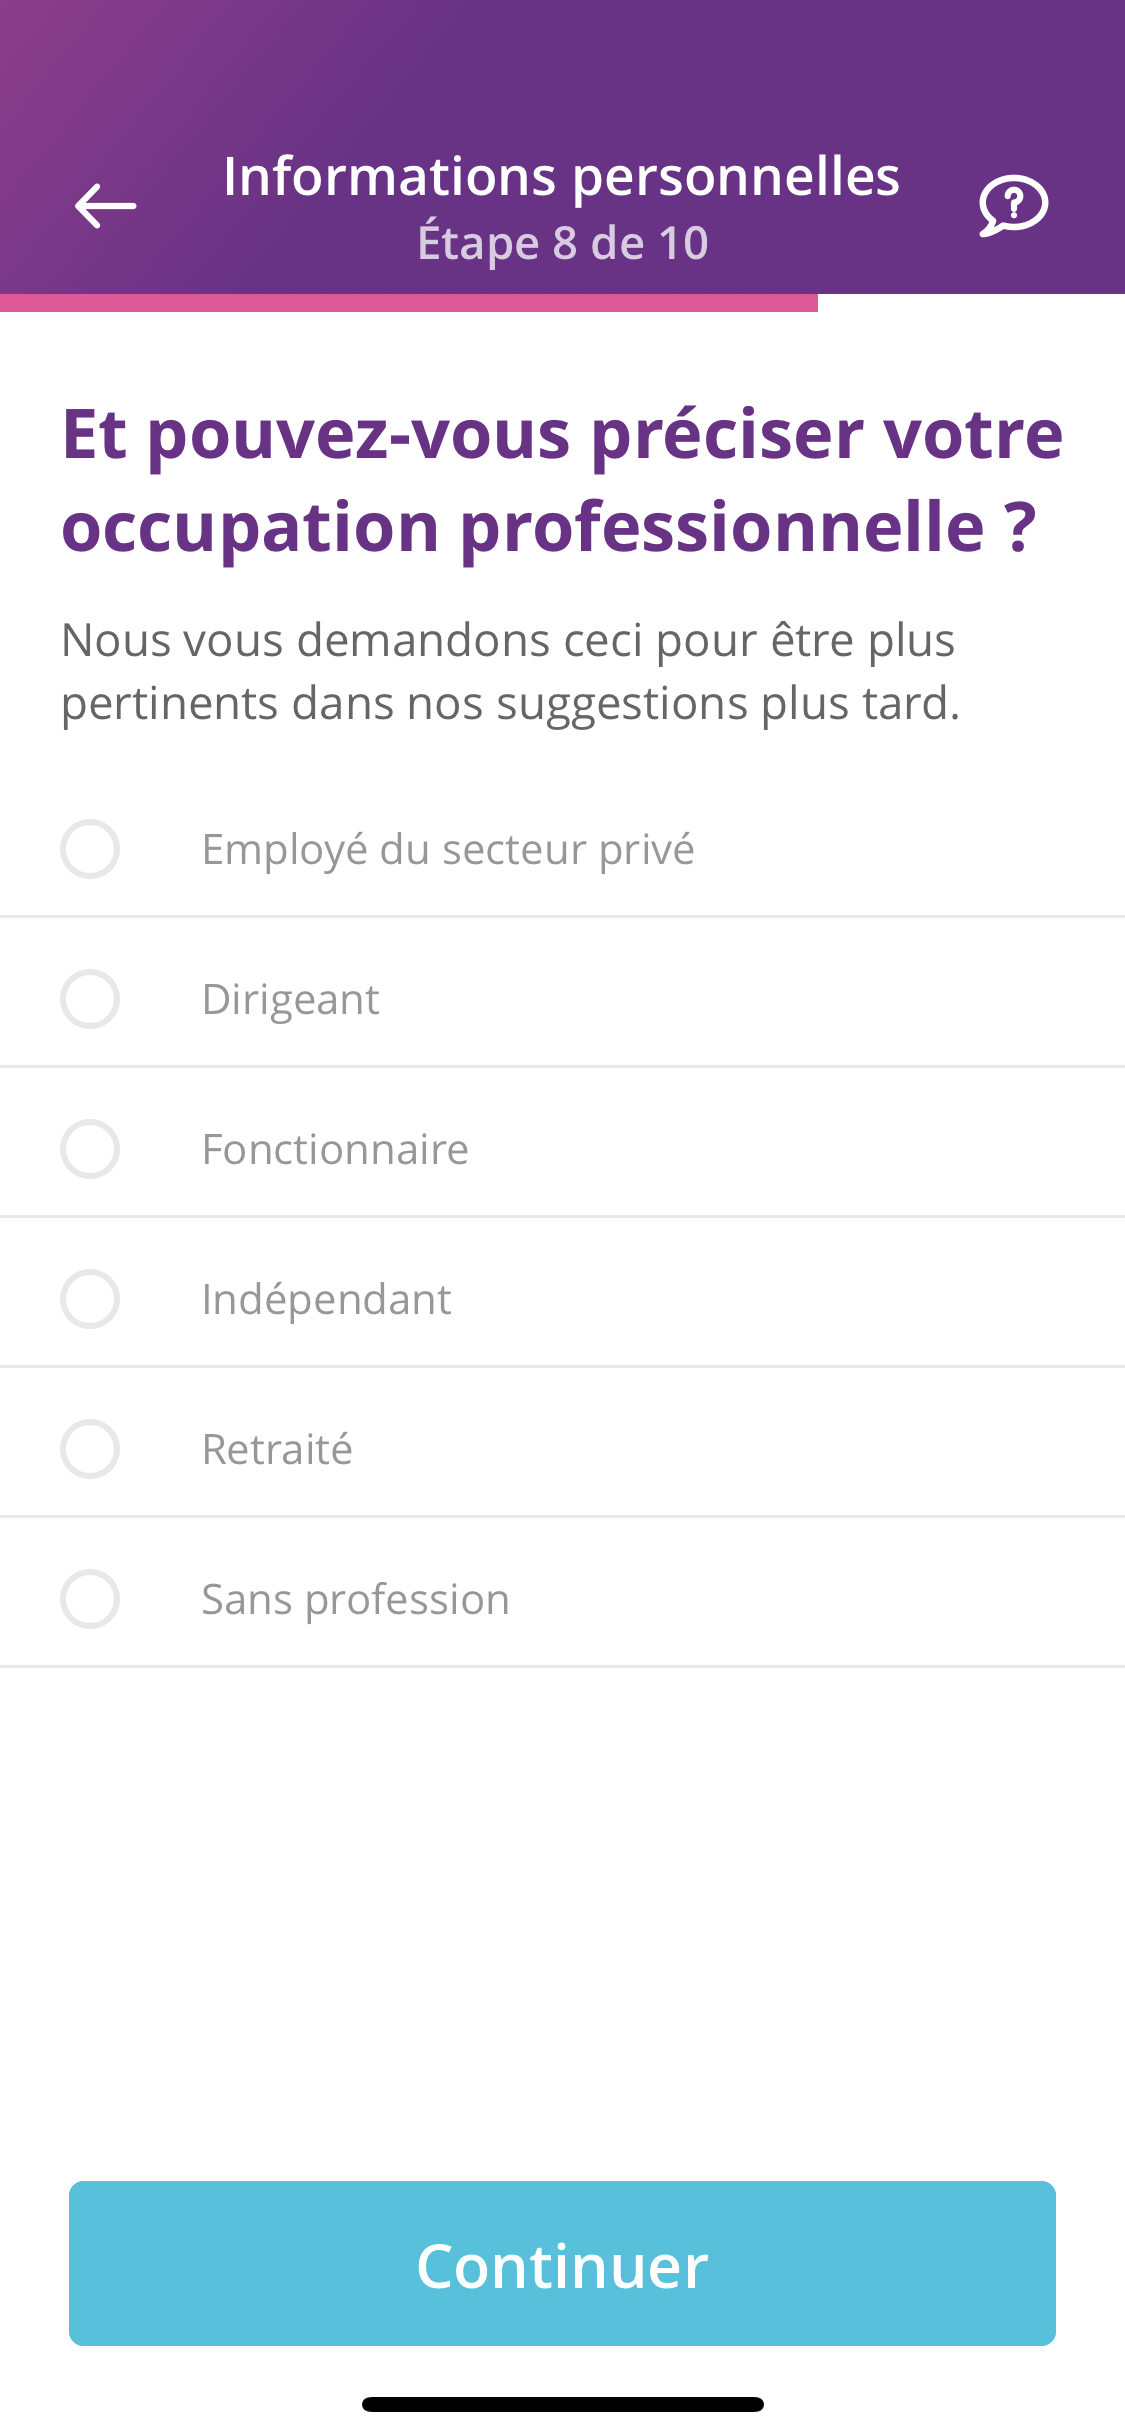 Informations personnelles
Étape 8 de 10
Et pouvez-vous préciser votre
occupation professionnelle ?
Nous vous demandons ceci pour être plus
pertinents dans nos suggestions plus tard.
Employé du secteur privé
Dirigeant
Fonctionnaire
Indépendant
Retraité
Sans profession
Continuer